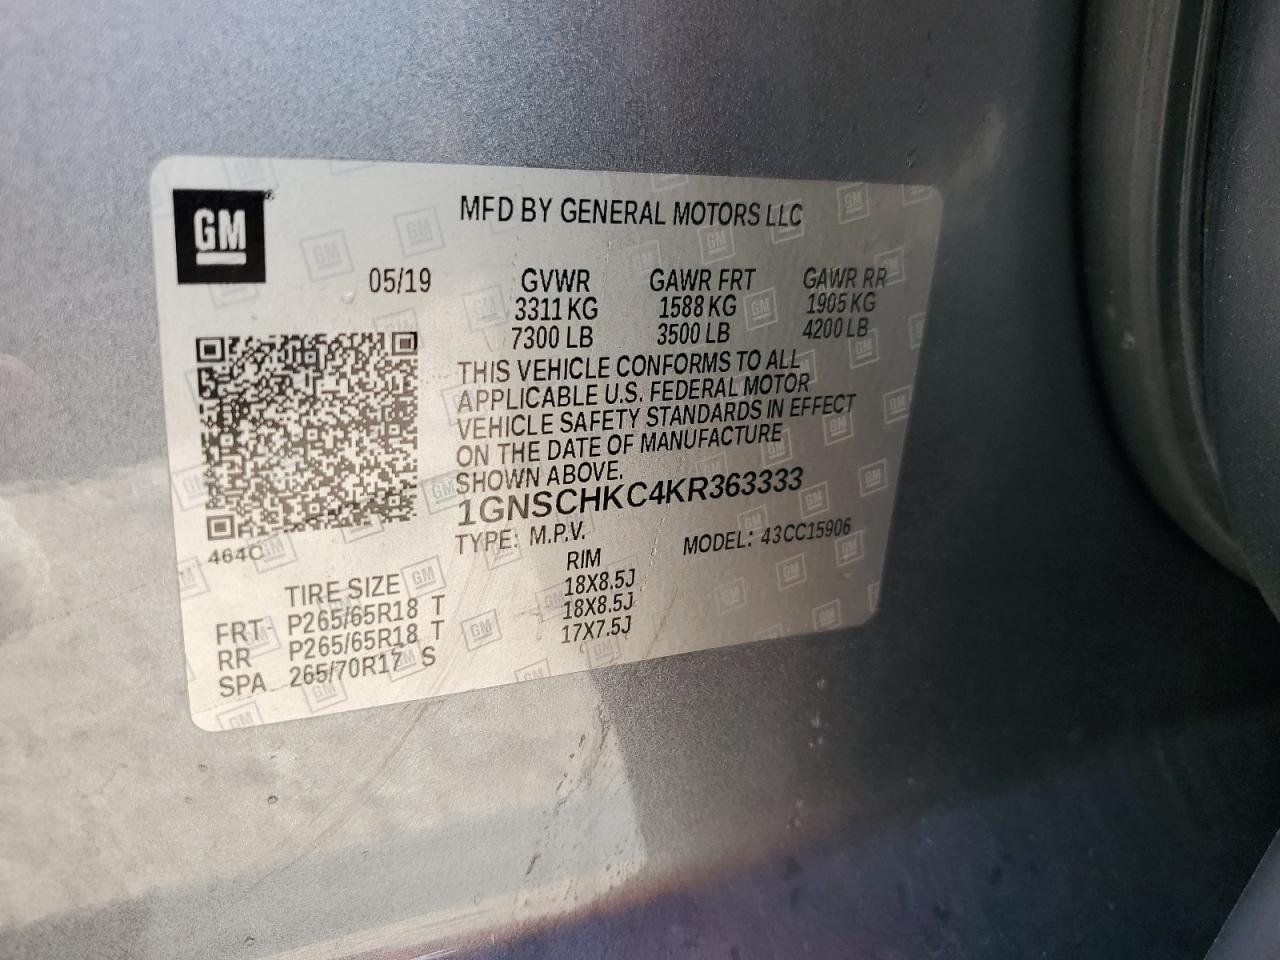 GM
MFD BY GENERAL MOTORS LLC
05/19 GVWR GAWR FRT GAWR RR
3311 KG 1588 KG 1905 KG
7300 LB 3500 LB 4200 LB
THIS VEHICLE CONFORMS TO ALL
APPLICABLE U.S. FEDERAL MOTOR
VEHICLE SAFETY STANDARDS IN EFFECT
ON THE DATE OF MANUFACTURE
SHOWN ABOVE.
1GNSCHKC4KR363333
TYPE: M.P.V. MODEL: 43CC15906
464C
TIRE SIZE RIM
FRT P265/65R18 T 18X8.5J
RR P265/65R18 T 18X8.5J
SPA 265/70R17 S 17X7.5J